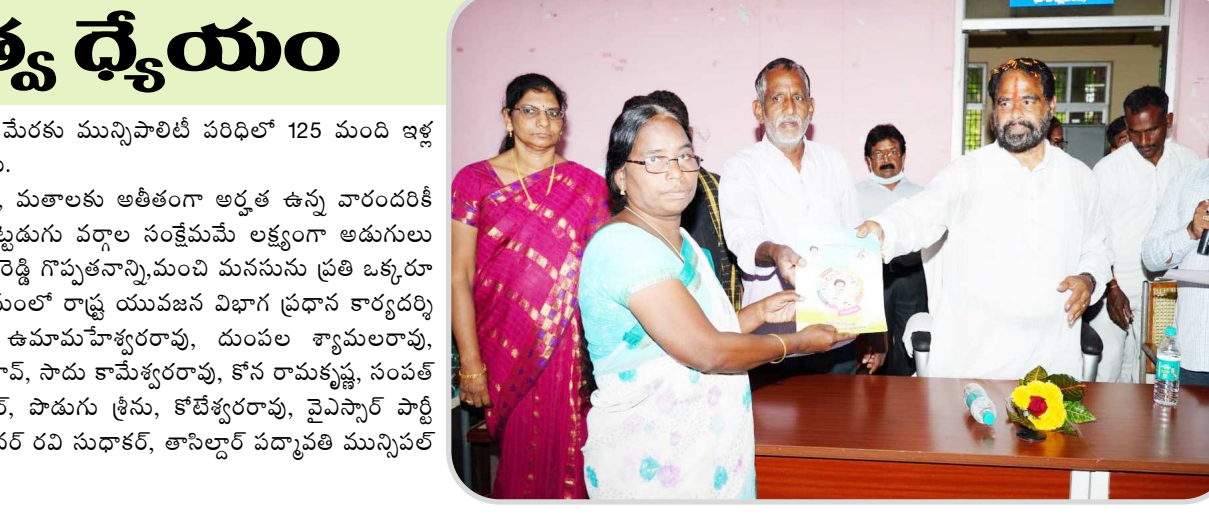 ధ్యేయం
మేరకు మున్సిపాలిటీ పరిధిలో 125 మంది ఇళ్ల
మతాలకు అతీతంగా అర్హత ఉన్న వారందరికీ
వర్గాల సంక్షేమమే లక్ష్యంగా అడుగులు
రెడ్డి గొప్పతనాన్ని,మంచి మనసును ప్రతి ఒక్కరూ
రాష్ట్ర యువజన విభాగ ప్రధాన కార్యదర్శి
ఉమామహేశ్వరరావు, దుంపల శ్యామలరావు,
సాదు కామేశ్వరరావు, కోన రామకృష్ణ, సంపత్
పొడుగు శ్రీను, కోటేశ్వరరావు, వైఎస్సార్ పార్టీ
రవి సుధాకర్, తాసిల్దార్ పద్మావతి మున్సిపల్